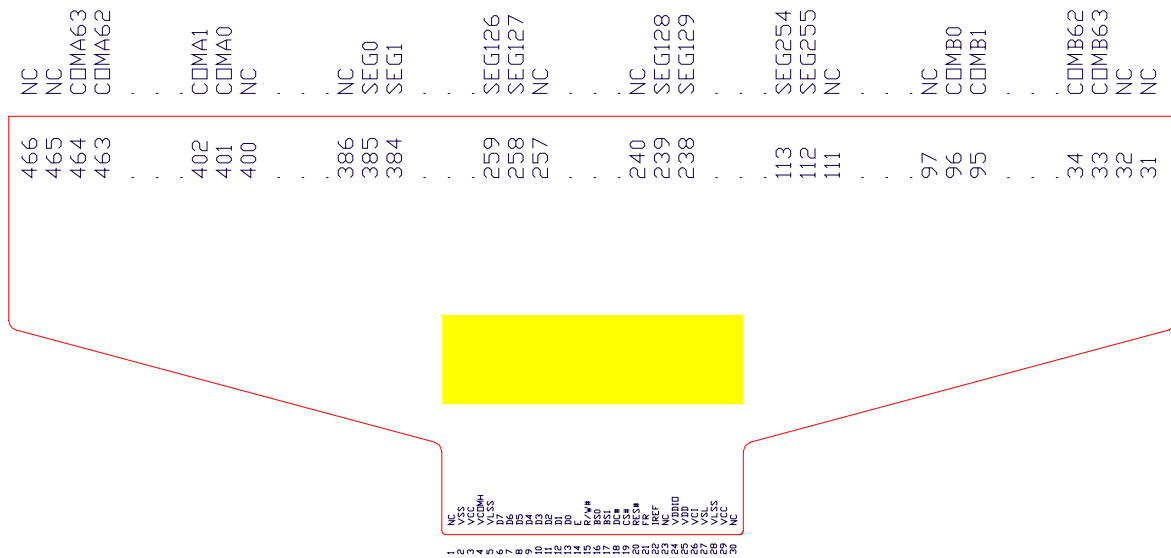 NC
NC
COMA63
COMA62
.
.
.
COMA1
COMA0
NC
.
.
.
NC
SEG0
SEG1
.
.
.
SEG126
SEG127
NC
.
.
.
NC
SEG128
SEG129
.
.
.
SEG254
SEG255
NC
.
.
.
NC
COMB0
COMB1
.
.
.
COMB62
COMB63
NC
NC
466
465
464
463
.
.
.
402
401
400
.
.
.
386
385
384
.
.
.
259
258
257
.
.
.
240
239
238
.
.
.
113
112
111
.
.
.
97
96
95
.
.
.
34
33
32
31
NC
VSS
VCC
VCOMH
VLSS
D7
D6
D5
D4
D3
D2
D1
D0
E
R/W#
BS0
BS1
DC#
CS#
RES#
FR
IREF
NC
VDDIO
VDD
VCI
VSL
VLSS
VCC
NC
1
2
3
4
5
6
7
8
9
10
11
12
13
14
15
16
17
18
19
20
21
22
23
24
25
26
27
28
29
30